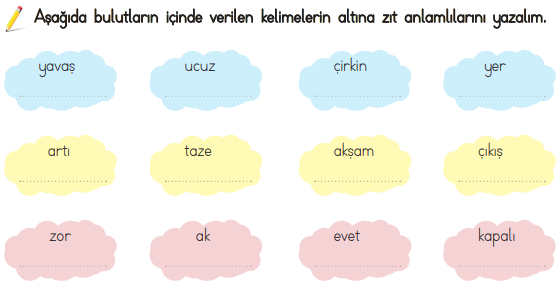 Aşağıda bulutların içinde verilen kelimelerin altına zıt anlamlılarını yazalım.
yavaş ucuz çirkin yer
artı taze akşam çıkış
zor ak evet kapalı